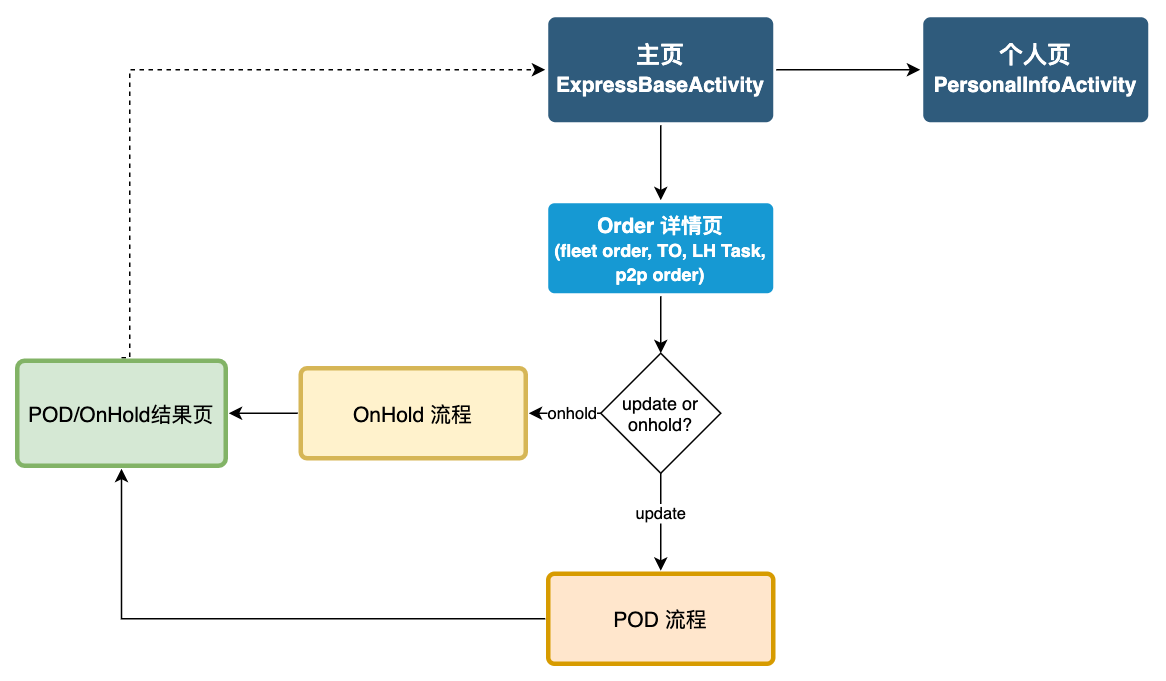 主页
ExpressBaseActivity
个人页
PersonalInfoActivity
Order 详情页
(fleet order, TO, LH Task,
p2p order)
POD/OnHold结果页
OnHold 流程
onhold
update or
onhold?
update
POD 流程